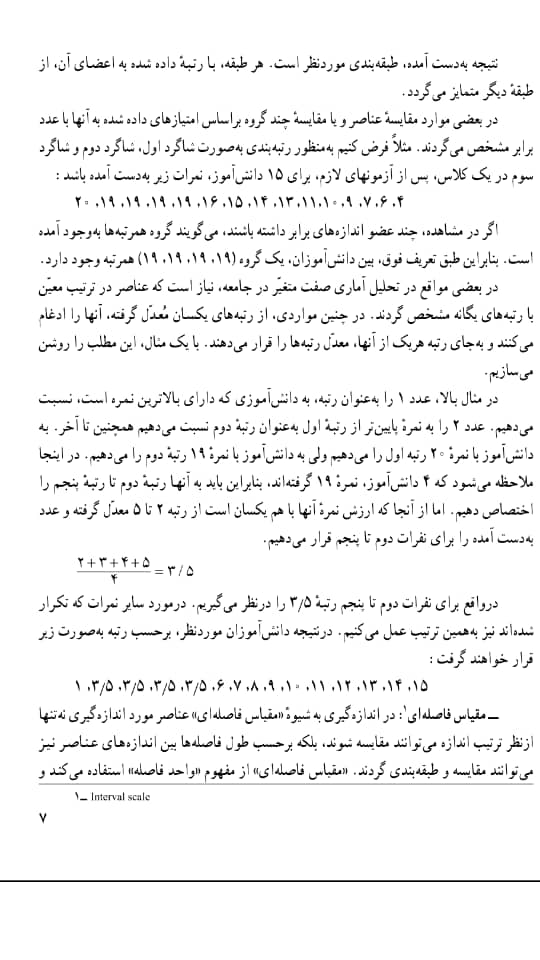 نتیجه به‌دست آمده، طبقه‌بندی موردنظر است. هر طبقه، با رتبهٔ داده شده به اعضای آن، از
طبقهٔ دیگر متمایز می‌گردد.
در بعضی موارد مقایسهٔ عناصر و یا مقایسهٔ چند گروه براساس امتیازهای داده شده به آنها با عدد
برابر مشخص می‌گردند. مثلاً فرض کنیم به‌منظور رتبه‌بندی به‌صورت شاگرد اول، شاگرد دوم و شاگرد
سوم در یک کلاس، پس از آزمونهای لازم، برای ۱۵ دانش‌آموز، نمرات زیر به‌دست آمده باشد :
۲۰ ،۱۹ ،۱۹ ،۱۹ ،۱۹ ،۱۶ ،۱۵ ،۱۴ ،۱۳ ،۱۱ ،۱۰ ،۹ ،۷ ،۶ ،۴
اگر در مشاهده، چند عضو اندازه‌های برابر داشته باشند، می‌گویند گروه همرتبه‌ها به‌وجود آمده
است. بنابراین طبق تعریف فوق، بین دانش‌آموزان، یک گروه (۱۹، ۱۹، ۱۹، ۱۹) همرتبه وجود دارد.
در بعضی مواقع در تحلیل آماری صفت متغیّر در جامعه، نیاز است که عناصر در ترتیب معیّن
با رتبه‌های یگانه مشخص گردند. در چنین مواردی، از رتبه‌های یکسان مُعدّل گرفته، آنها را ادغام
می‌کنند و به‌جای رتبه هریک از آنها، معدّل رتبه‌ها را قرار می‌دهند. با یک مثال، این مطلب را روشن
می‌سازیم.
در مثال بالا، عدد ۱ را به‌عنوان رتبه، به دانش‌آموزی که دارای بالاترین نمره است، نسبت
می‌دهیم. عدد ۲ را به نمرهٔ پایین‌تر از رتبهٔ اول به‌عنوان رتبهٔ دوم نسبت می‌دهیم همچنین تا آخر. به
دانش‌آموز با نمرهٔ ۲۰ رتبه اول را می‌دهیم ولی به دانش‌آموز با نمرهٔ ۱۹ رتبهٔ دوم را می‌دهیم. در اینجا
ملاحظه می‌شود که ۴ دانش‌آموز، نمرهٔ ۱۹ گرفته‌اند، بنابراین باید به آنها رتبهٔ دوم تا رتبهٔ پنجم را
اختصاص دهیم. اما از آنجا که ارزش نمرهٔ آنها با هم یکسان است از رتبه ۲ تا ۵ معدّل گرفته و عدد
به‌دست آمده را برای نفرات دوم تا پنجم قرار می‌دهیم.
۲+۳+۴+۵
۴ = ۳/۵
درواقع برای نفرات دوم تا پنجم رتبهٔ ۳/۵ را درنظر می‌گیریم. درمورد سایر نمرات که تکرار
شده‌اند نیز به‌همین ترتیب عمل می‌کنیم. درنتیجه دانش‌آموزان موردنظر، برحسب رتبه به‌صورت زیر
قرار خواهند گرفت :
۱ ،۳/۵ ،۳/۵ ،۳/۵ ،۳/۵ ،۶ ،۷ ،۸ ،۹ ،۱۰ ،۱۱ ،۱۲ ،۱۳ ،۱۴ ،۱۵
ــ مقیاس فاصله‌ای۱: در اندازه‌گیری به شیوهٔ «مقیاس فاصله‌ای» عناصر مورد اندازه‌گیری نه‌تنها
ازنظر ترتیب اندازه می‌توانند مقایسه شوند، بلکه برحسب طول فاصله‌ها بین اندازه‌های عناصر نیز
می‌توانند مقایسه و طبقه‌بندی گردند. «مقیاس فاصله‌ای» از مفهوم «واحد فاصله» استفاده می‌کند و
۱ــ Interval scale
۷